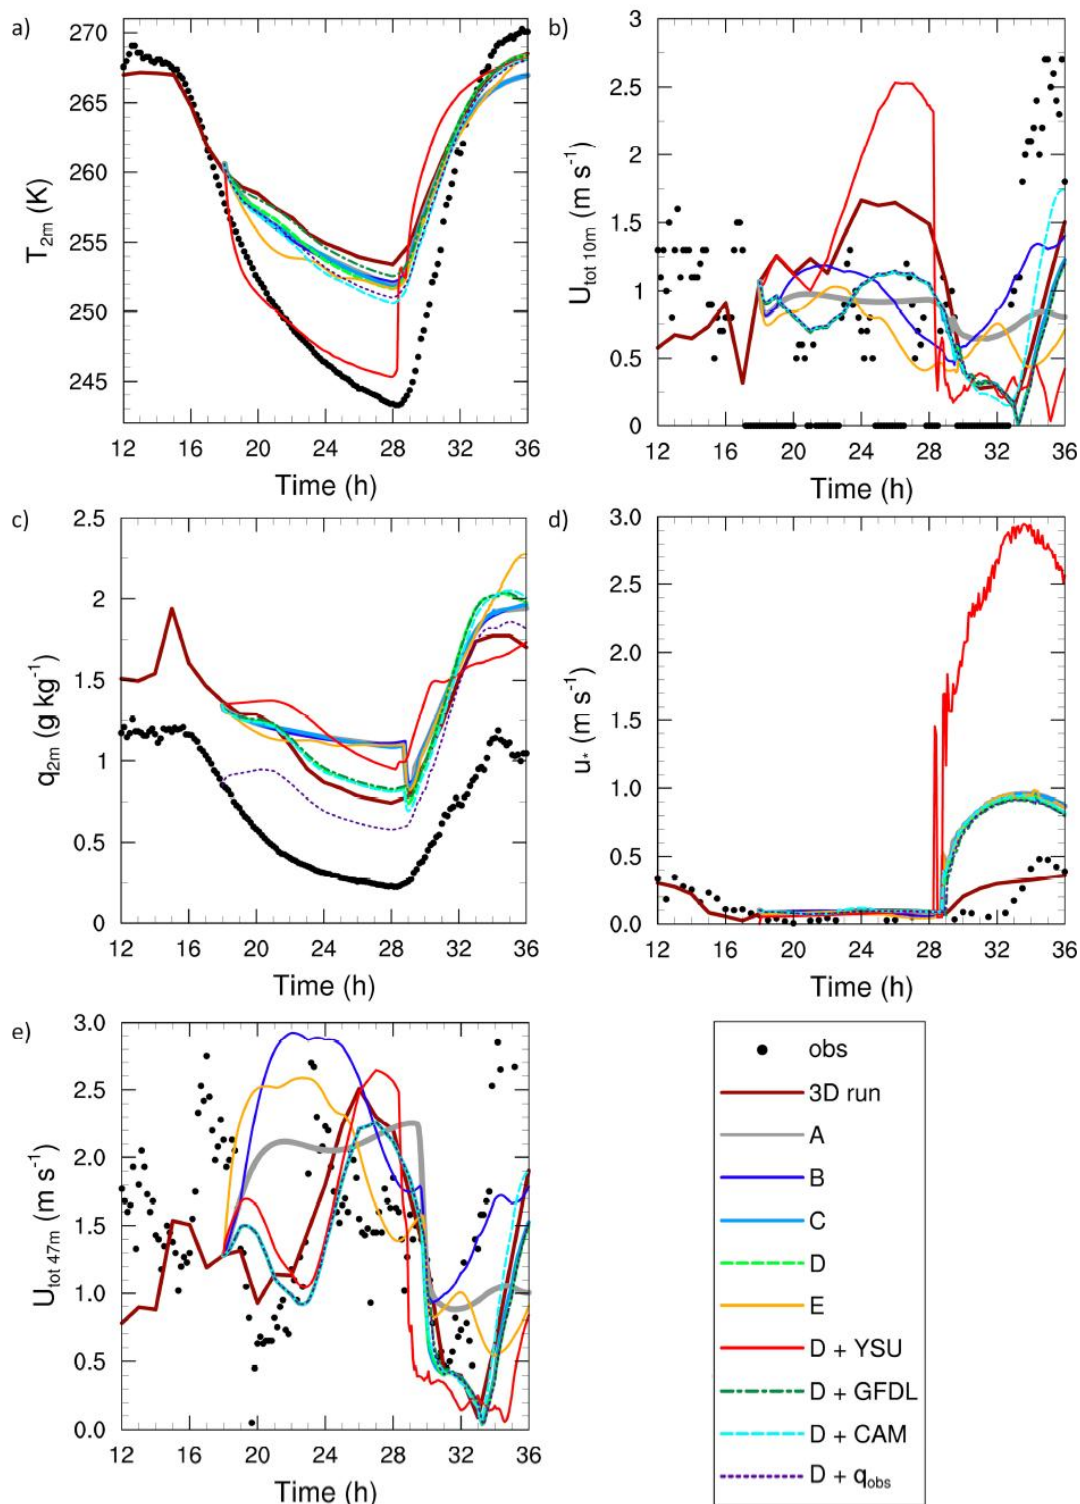 a)
270
265
260
255
250
245
T2m (K)
12 16 20 24 28 32 36
Time (h)
b)
3
2.5
2
1.5
1
0.5
0
Utot 10m (m s-1)
12 16 20 24 28 32 36
Time (h)
c)
2.5
2
1.5
1
0.5
0
q2m (g kg-1)
12 16 20 24 28 32 36
Time (h)
d)
3.0
2.5
2.0
1.5
1.0
0.5
0.0
u* (m s-1)
12 16 20 24 28 32 36
Time (h)
e)
3.0
2.5
2.0
1.5
1.0
0.5
0.0
Utot 47m (m s-1)
12 16 20 24 28 32 36
Time (h)
obs
3D run
A
B
C
D
E
D + YSU
D + GFDL
D + CAM
D + qobs